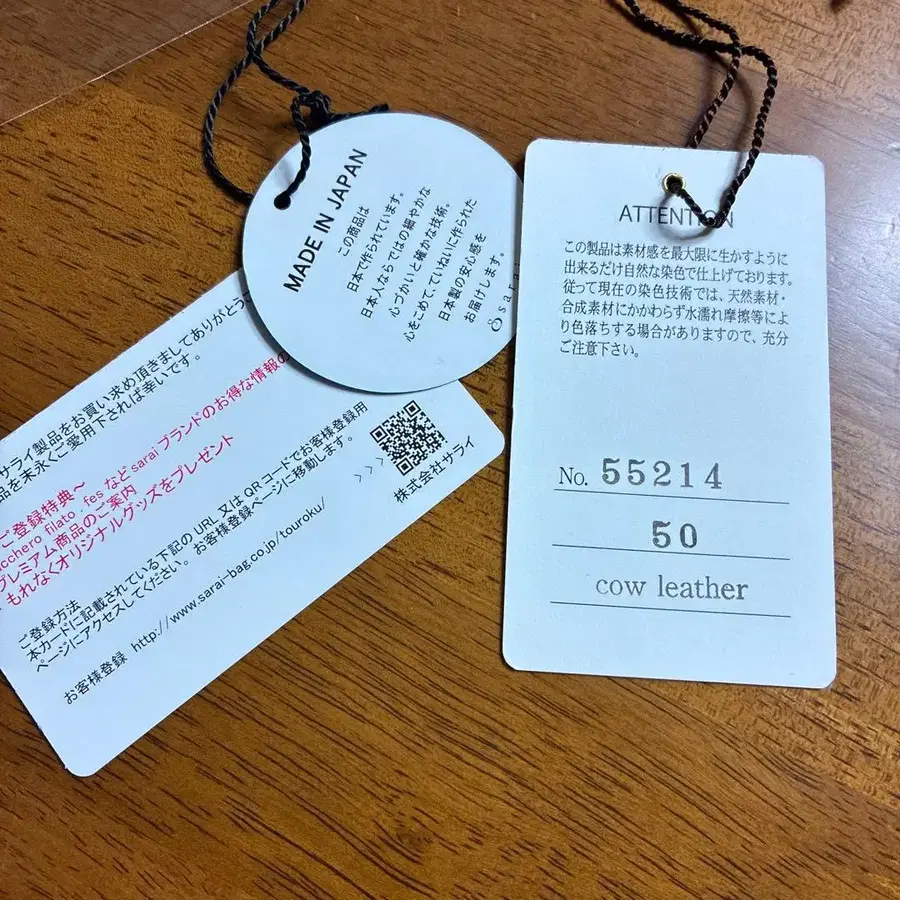 MADE IN JAPAN
この商品は
日本で作られています。
日本人ならではの細やかな
心づかいと確かな技術。
心をこめて、ていねいに作られた
日本製の安心感を
お届けします。
ATTENTION
この製品は素材感を最大限に生かすように
出来るだけ自然な染色で仕上げております。
従って現在の染色技術では、天然素材・
合成素材にかかわらず水濡れ摩擦等によ
り色落ちする場合がありますので、充分
ご注意下さい。
No. 55214
50
cow leather
サライ製品をお買い求め頂きましてありがとう
品を末永くご愛用下されば幸いです。
ご登録特典～
cchero filato・fes など sarai ブランドのお得な情報の
プレミアム商品のご案内
もれなくオリジナルグッズをプレゼント
ご登録方法
本カードに記載されている下記の URL 又は QR コードでお客様登録用
ページにアクセスしてください。お客様登録ページに移動します。
お客様登録 http://www.sarai-bag.co.jp/touroku/
>>>
株式会社サライ